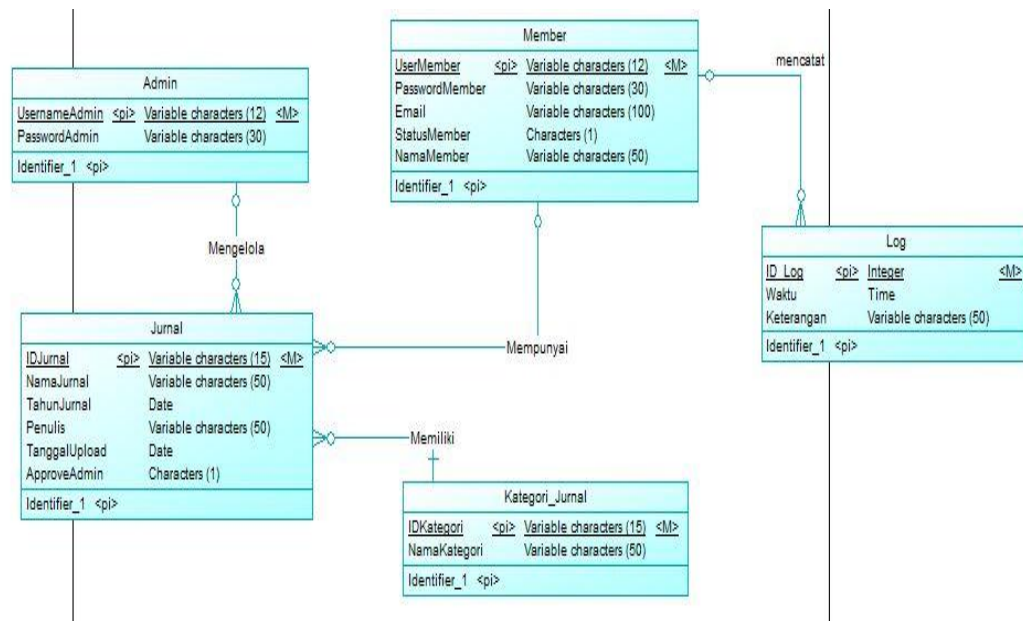 Member
UserMember <pi> Variable characters (12) <M>
PasswordMember Variable characters (30)
Email Variable characters (100)
StatusMember Characters (1)
NamaMember Variable characters (50)
Identifier_1 <pi>
mencatat
Admin
UsernameAdmin <pi> Variable characters (12) <M>
PasswordAdmin Variable characters (30)
Identifier_1 <pi>
Mengelola
Log
ID_Log <pi> Integer <M>
Waktu Time
Keterangan Variable characters (50)
Identifier_1 <pi>
Jurnal
IDJurnal <pi> Variable characters (15) <M>
NamaJurnal Variable characters (50)
TahunJurnal Date
Penulis Variable characters (50)
TanggalUpload Date
ApproveAdmin Characters (1)
Identifier_1 <pi>
Mempunyai
Memiliki
Kategori_Jurnal
IDKategori <pi> Variable characters (15) <M>
NamaKategori Variable characters (50)
Identifier_1 <pi>